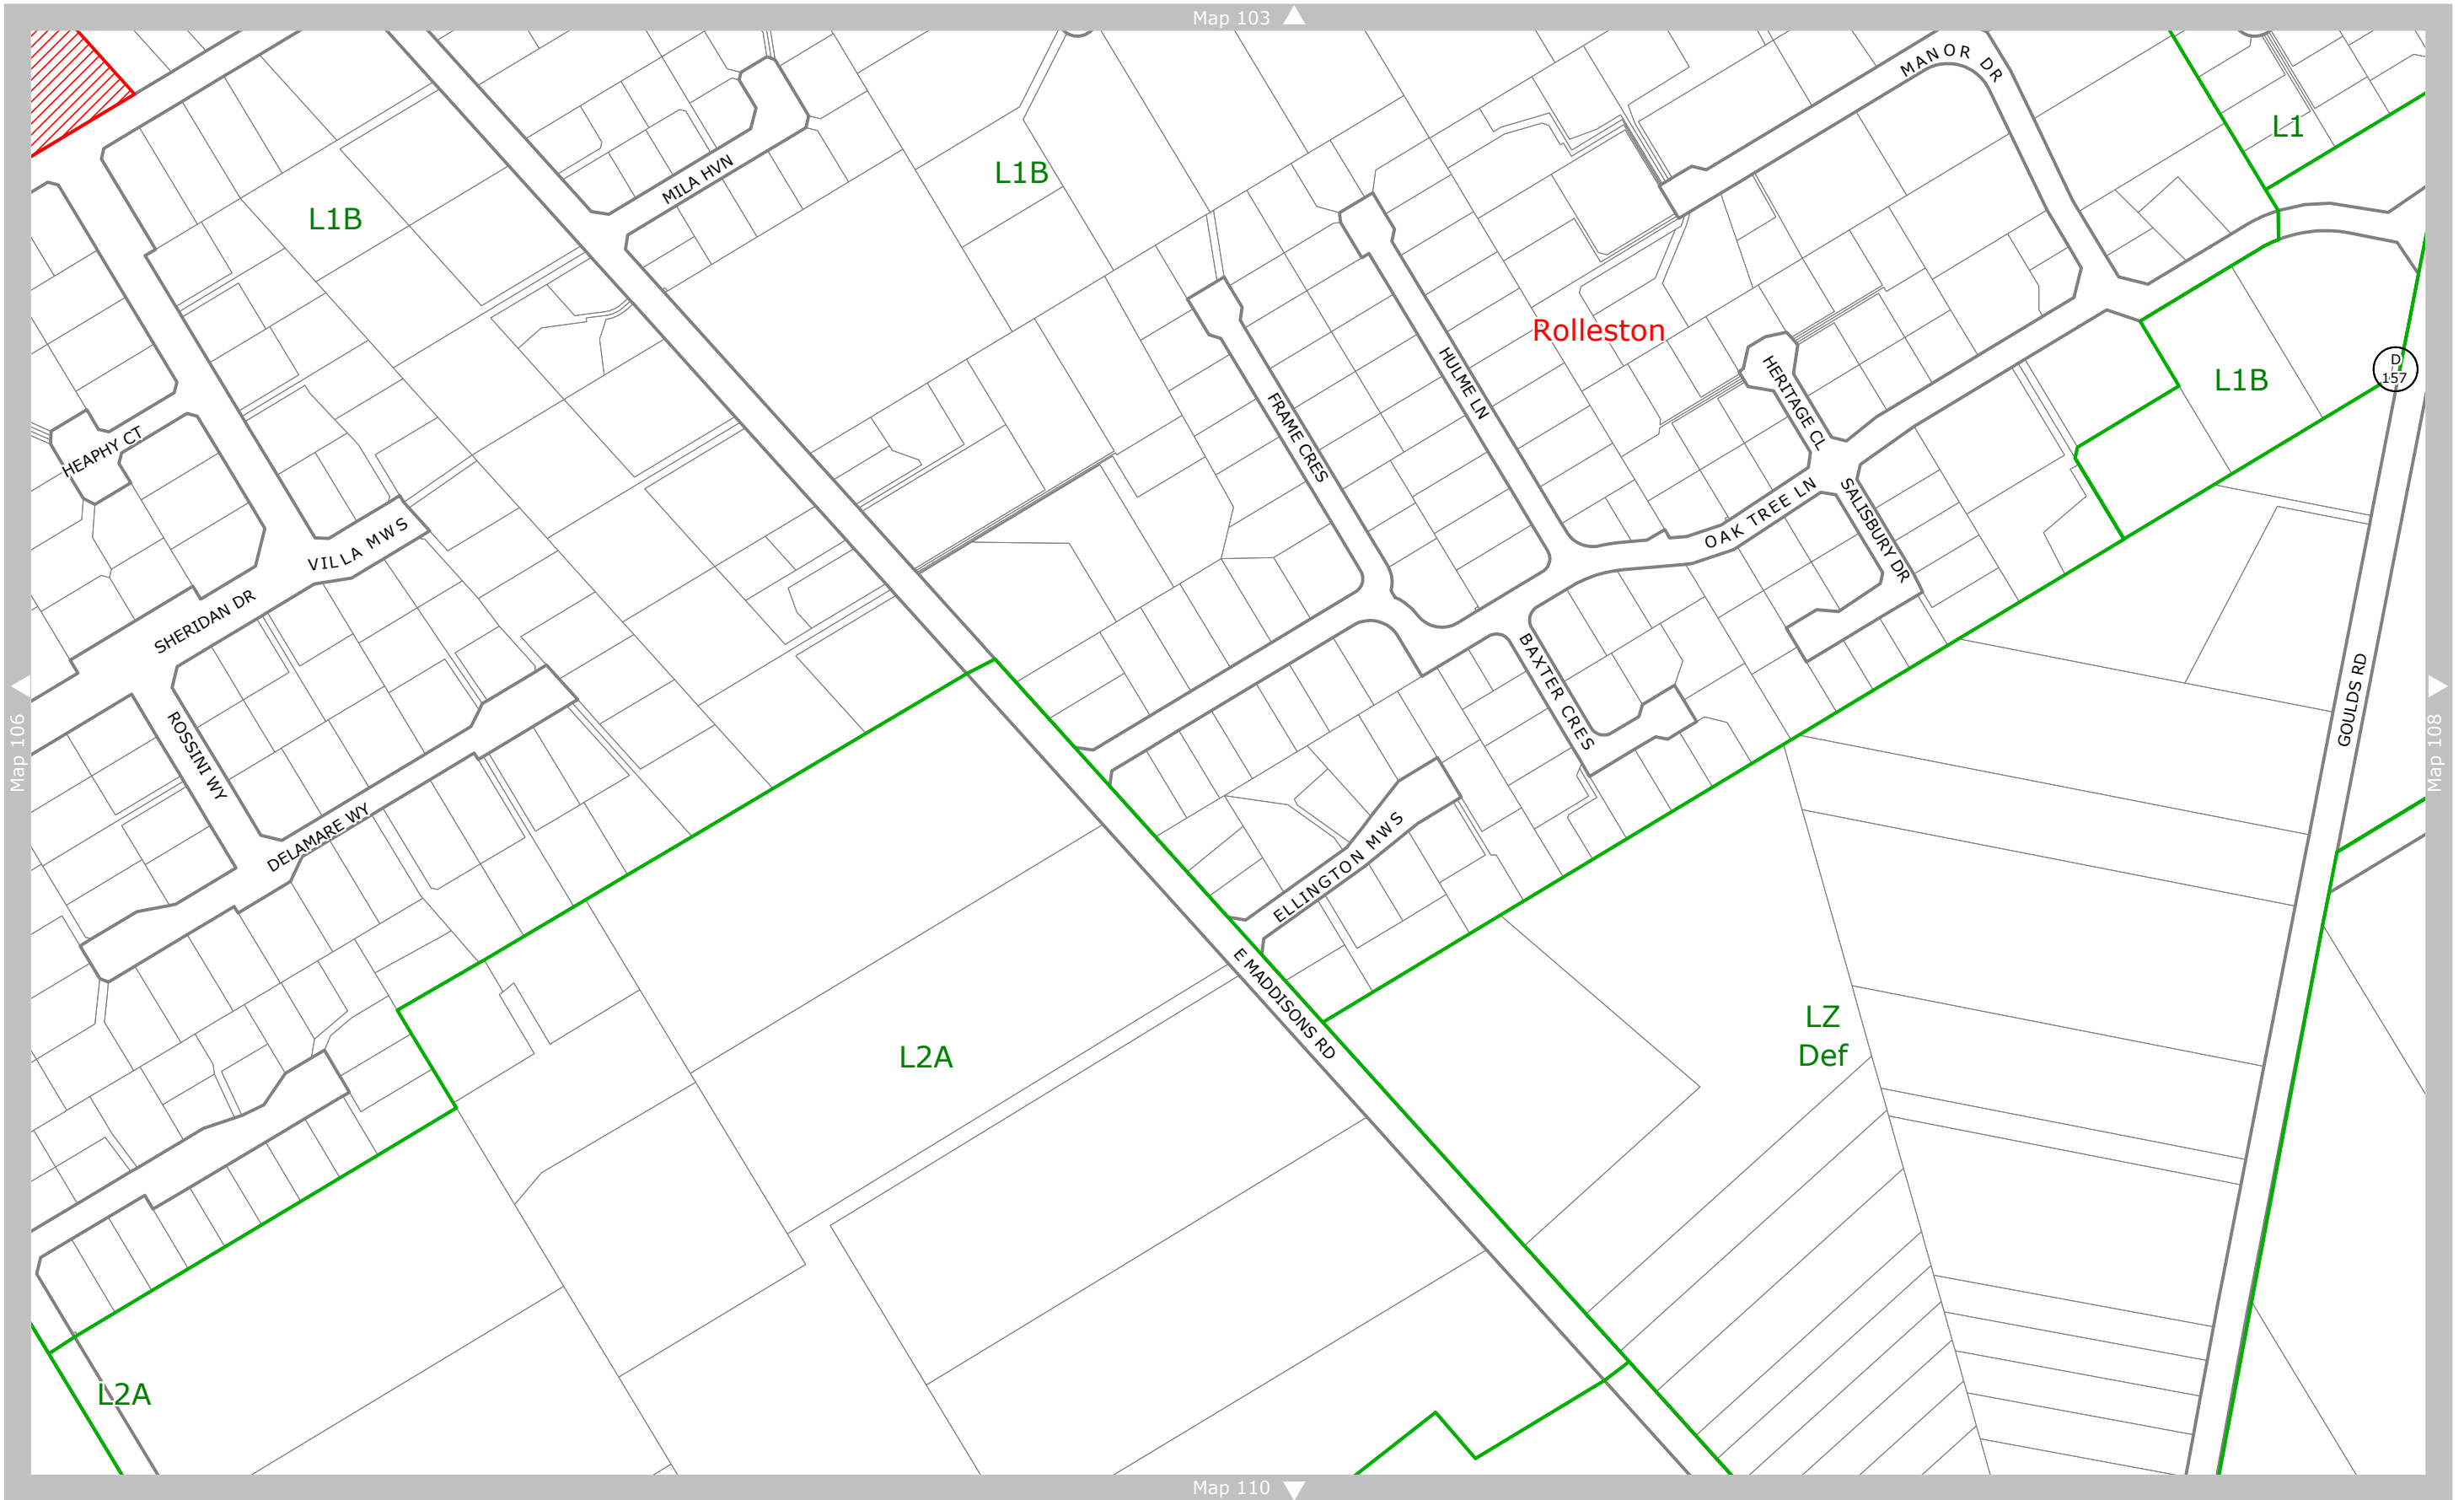 Map 103
MANOR DR
L1
MILA HVN
L1B
L1B
Rolleston
HULME LN
HERITAGE CL
L1B
D
157
FRAME CRES
HEAPHY CT
VILLA MWS
OAK TREE LN
SALISBURY DR
SHERIDAN DR
BAXTER CRES
GOULDS RD
Map 106
Map 108
ROSSINI WY
DELAMARE WY
ELLINGTON MWS
E MADDISONS RD
LZ
Def
L2A
L2A
Map 110